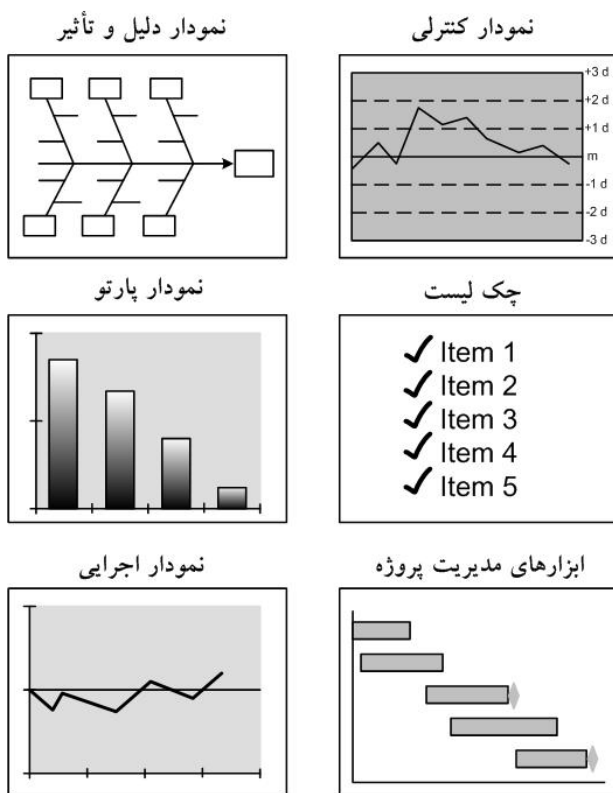 نمودار کنترلی
نمودار دلیل و تأثیر
+3 d
+2 d
+1 d
m
-1 d
-2 d
-3 d
چک لیست
نمودار پارتو
Item 1
Item 2
Item 3
Item 4
Item 5
ابزارهای مدیریت پروژه
نمودار اجرایی